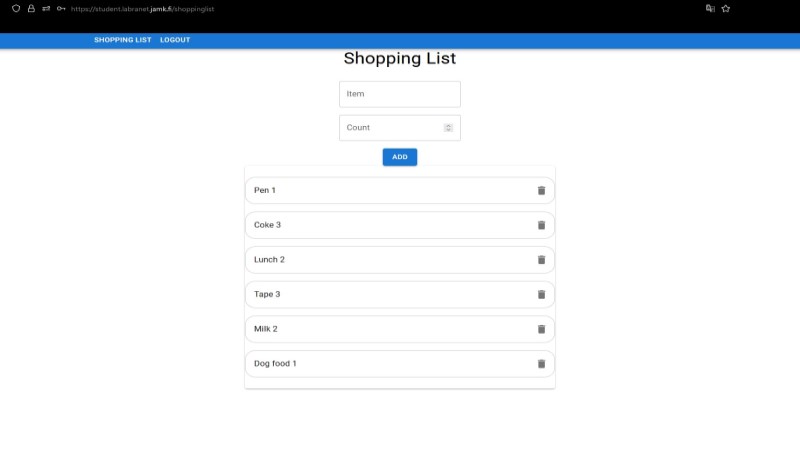 https://student.labranet.jamk.fi/shoppinglist
SHOPPING LIST LOGOUT
Shopping List
Item
Count
ADD
Pen 1
Coke 3
Lunch 2
Tape 3
Milk 2
Dog food 1